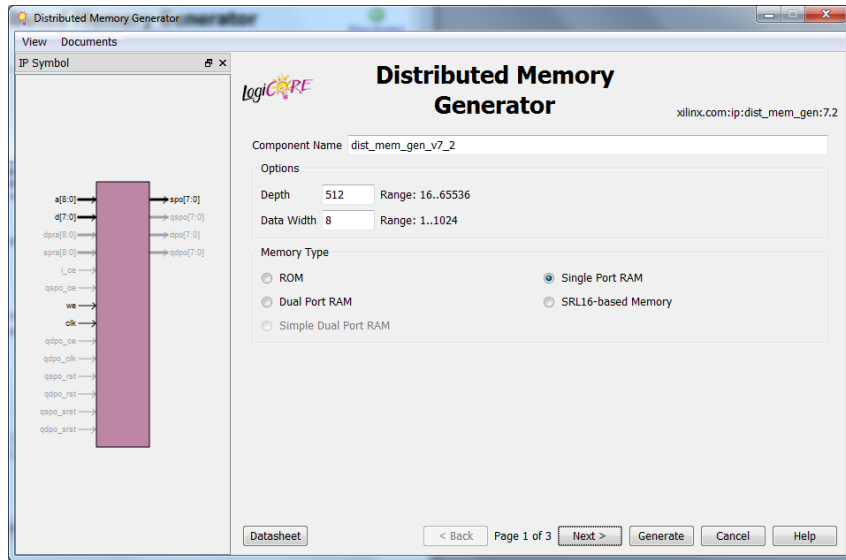 Distributed Memory Generator
View Documents
IP Symbol
a[8:0]
d[7:0]
dpra[8:0]
spra[8:0]
i_ce
qspo_ce
we
clk
qdpo_ce
qdpo_clk
qspo_rst
qdpo_rst
qspo_srst
qdpo_srst
spo[7:0]
qspo[7:0]
dpo[7:0]
qdpo[7:0]
LogiCORE
Distributed Memory
Generator
xilinx.com:ip:dist_mem_gen:7.2
Component Name dist_mem_gen_v7_2
Options
Depth 512 Range: 16..65536
Data Width 8 Range: 1..1024
Memory Type
ROM Single Port RAM
Dual Port RAM SRL16-based Memory
Simple Dual Port RAM
Datasheet < Back Page 1 of 3 Next > Generate Cancel Help